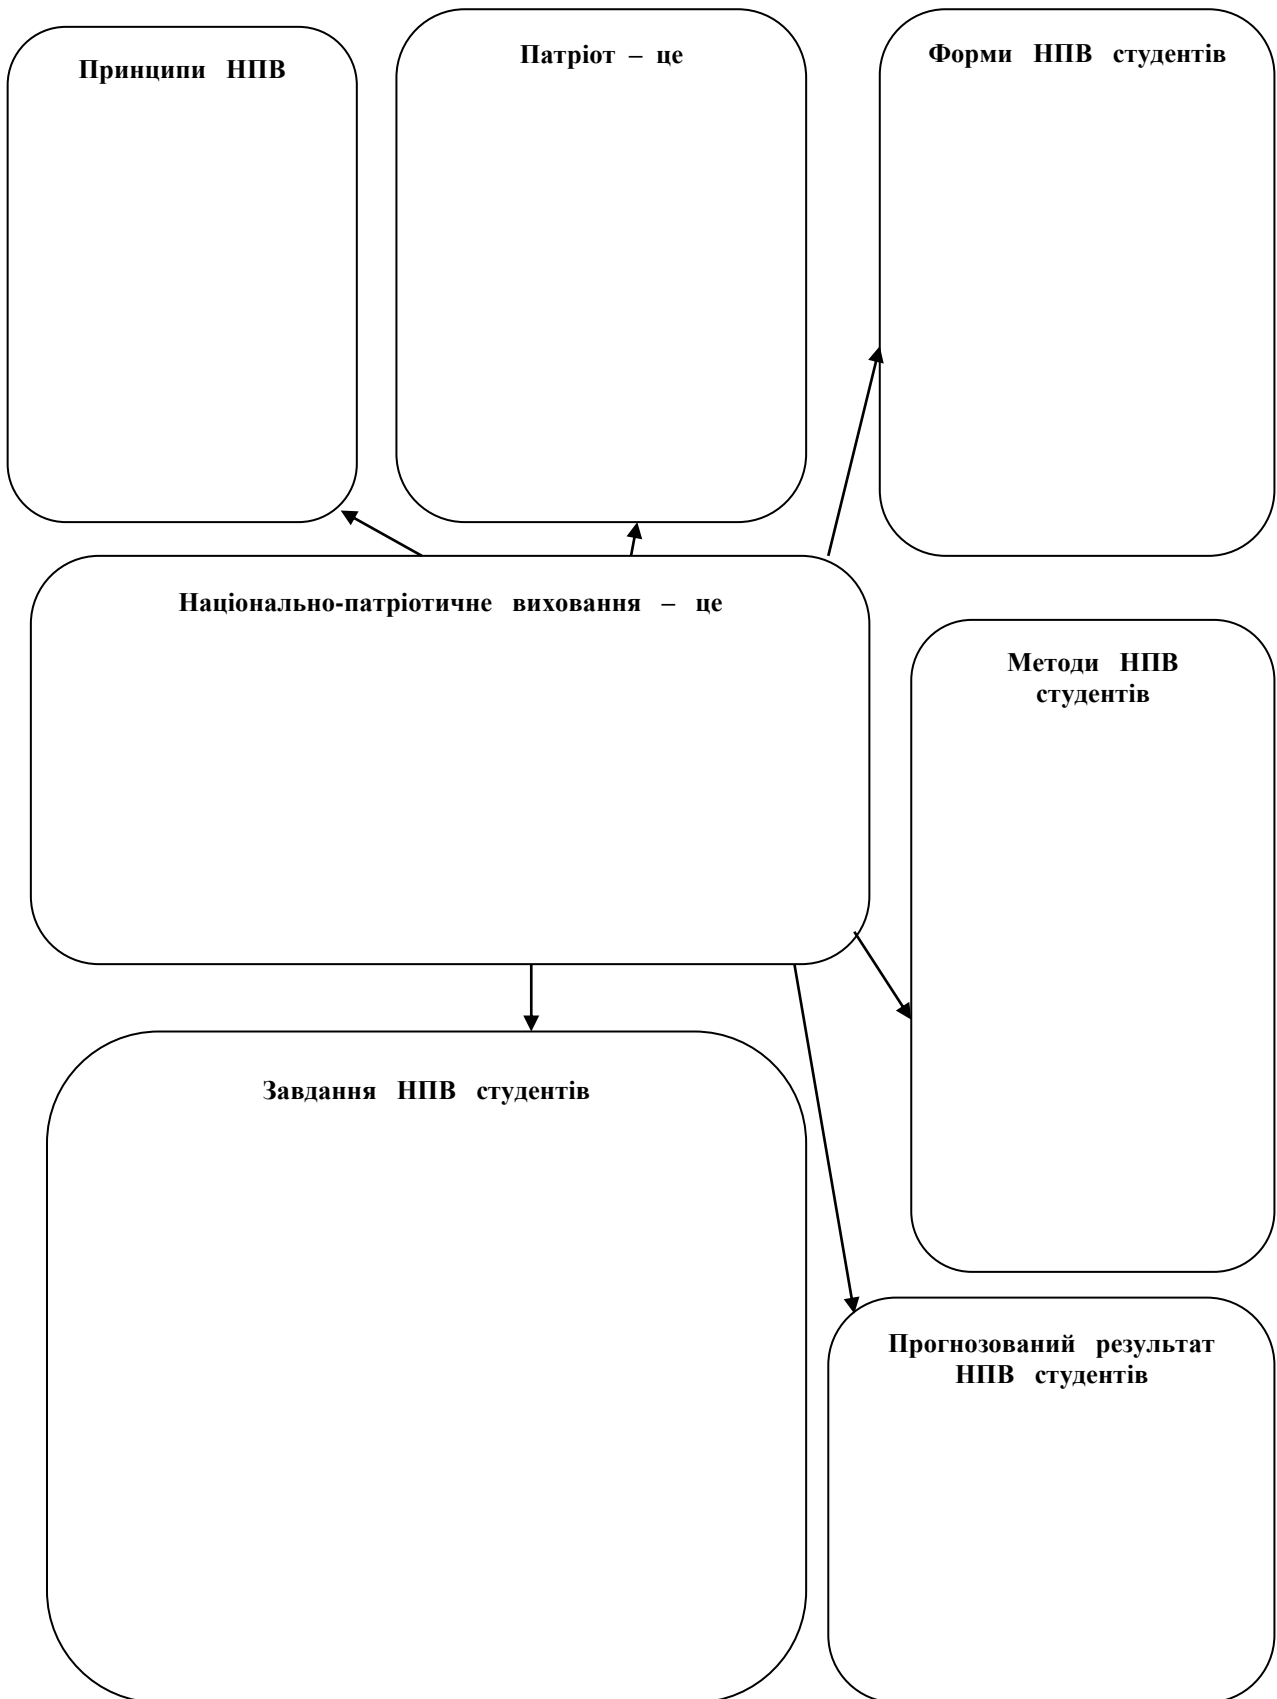 Принципи НПВ
Патріот – це
Форми НПВ студентів
Національно-патріотичне виховання – це
Методи НПВ
студентів
Завдання НПВ студентів
Прогнозований результат
НПВ студентів